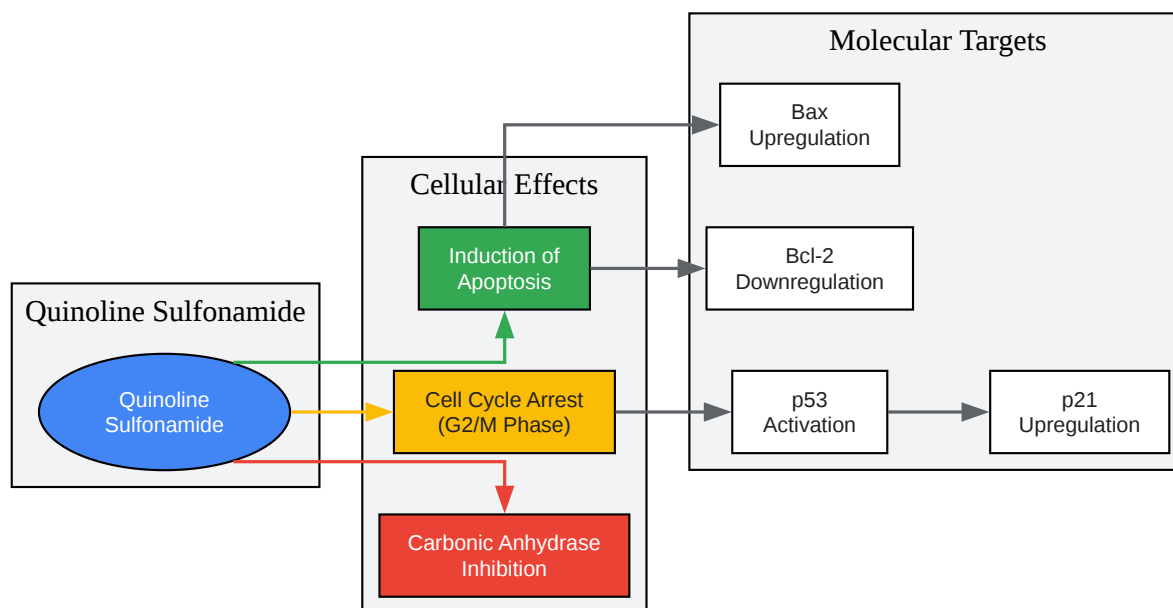 Molecular Targets
Bax
Upregulation
Cellular Effects
Induction of
Apoptosis
Bcl-2
Downregulation
Quinoline Sulfonamide
Quinoline
Sulfonamide
Cell Cycle Arrest
(G2/M Phase)
p53
Activation
p21
Upregulation
Carbonic Anhydrase
Inhibition